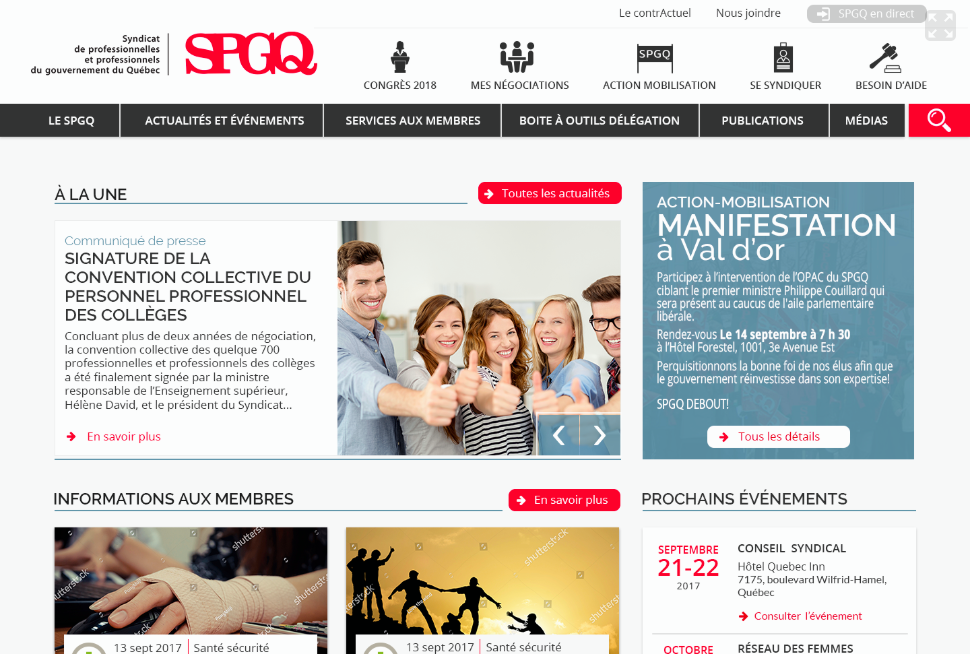 Le contrActuel
Nous joindre
SPGQ en direct
Syndicat
de professionnelles
et professionnels
du gouvernement du Québec
SPGQ
SPGQ
CONGRÈS 2018
MES NÉGOCIATIONS
ACTION MOBILISATION
SE SYNDIQUER
BESOIN D'AIDE
LE SPGQ
ACTUALITÉS ET ÉVÉNEMENTS
SERVICES AUX MEMBRES
BOITE À OUTILS DÉLÉGATION
PUBLICATIONS
MÉDIAS
À LA UNE
Toutes les actualités
Communiqué de presse
SIGNATURE DE LA
CONVENTION COLLECTIVE DU
PERSONNEL PROFESSIONNEL
DES COLLÈGES
Concluant plus de deux années de négociation,
la convention collective des quelque 700
professionnelles et professionnels des collèges
a été finalement signée par la ministre
responsable de l'Enseignement supérieur,
Hélène David, et le président du Syndicat...
En savoir plus
ACTION-MOBILISATION
MANIFESTATION
à Val d'or
Participez à l'intervention de l'OPAC du SPGQ
ciblant le premier ministre Philippe Couillard qui
sera présent au caucus de l'aile parlementaire
libérale.
Rendez-vous Le 14 septembre à 7 h 30
à l'Hôtel Forestel, 1001, 3e Avenue Est
Perquisitionnons la bonne foi de nos élus afin que
le gouvernement réinvestisse dans son expertise!
SPGQ DEBOUT!
Tous les détails
INFORMATIONS AUX MEMBRES
En savoir plus
shutterstock
shutterstock
13 sept 2017
Santé sécurité
shutterstock
shutterstock
13 sept 2017
Santé sécurité
PROCHAINS ÉVÉNEMENTS
SEPTEMBRE
21-22
2017
CONSEIL SYNDICAL
Hôtel Quebec Inn
7175, boulevard Wilfrid-Hamel,
Québec
Consulter l'événement
OCTOBRE
RÉSEAU DES FEMMES